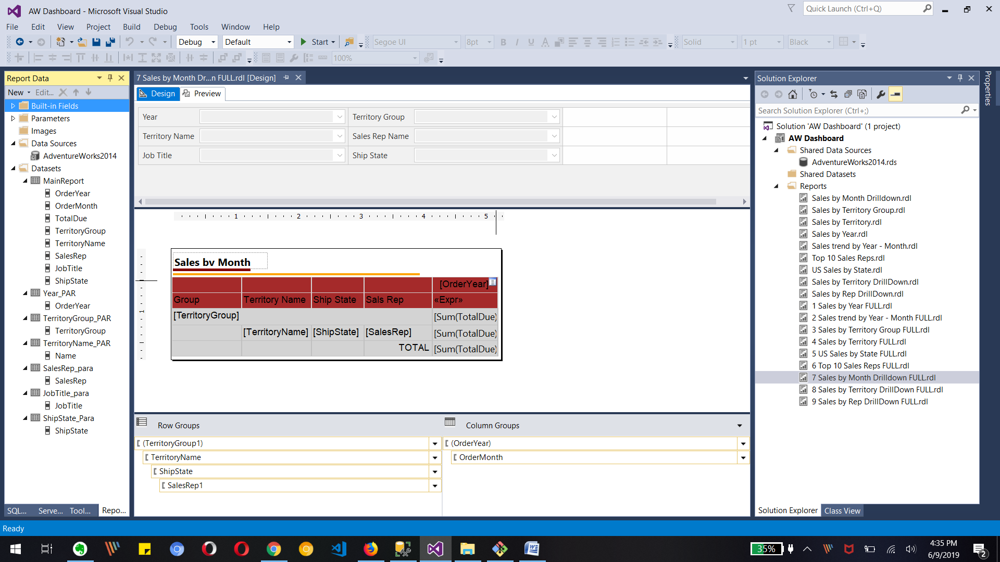 AW Dashboard - Microsoft Visual Studio
Quick Launch (Ctrl+Q)
File Edit View Project Build Debug Tools Window Help
Debug Default Start Segoe UI 8pt Solid 1 pt Black
100%
Report Data
New Edit...
Built-in Fields
Parameters
Images
Data Sources
AdventureWorks2014
Datasets
MainReport
OrderYear
OrderMonth
TotalDue
TerritoryGroup
TerritoryName
SalesRep
JobTitle
ShipState
Year_PAR
OrderYear
TerritoryGroup_PAR
TerritoryGroup
TerritoryName_PAR
Name
SalesRep_para
SalesRep
JobTitle_para
JobTitle
ShipState_Para
ShipState
SQL... Serve... Tool... Repo...
7 Sales by Month Dr...n FULL.rdl [Design]
Design Preview
Year Territory Group
Territory Name Sales Rep Name
Job Title Ship State
1 2 3 4 5
1
Sales by Month
[OrderYear]
Group Territory Name Ship State Sals Rep «Expr»
[TerritoryGroup] [Sum(TotalDue)
[TerritoryName] [ShipState] [SalesRep] [Sum(TotalDue)
TOTAL [Sum(TotalDue)
Row Groups Column Groups
(TerritoryGroup1) (OrderYear)
TerritoryName OrderMonth
ShipState
SalesRep1
Solution Explorer
Search Solution Explorer (Ctrl+;)
Solution 'AW Dashboard' (1 project)
AW Dashboard
Shared Data Sources
AdventureWorks2014.rds
Shared Datasets
Reports
Sales by Month Drilldown.rdl
Sales by Territory Group.rdl
Sales by Territory.rdl
Sales by Year.rdl
Sales trend by Year - Month.rdl
Top 10 Sales Reps.rdl
US Sales by State.rdl
Sales by Territory DrillDown.rdl
Sales by Rep DrillDown.rdl
1 Sales by Year FULL.rdl
2 Sales trend by Year - Month FULL.rdl
3 Sales by Territory Group FULL.rdl
4 Sales by Territory FULL.rdl
5 US Sales by State FULL.rdl
6 Top 10 Sales Reps FULL.rdl
7 Sales by Month Drilldown FULL.rdl
8 Sales by Territory DrillDown FULL.rdl
9 Sales by Rep DrillDown FULL.rdl
Solution Explorer Class View
Properties
Ready
35%
4:35 PM
6/9/2019
2